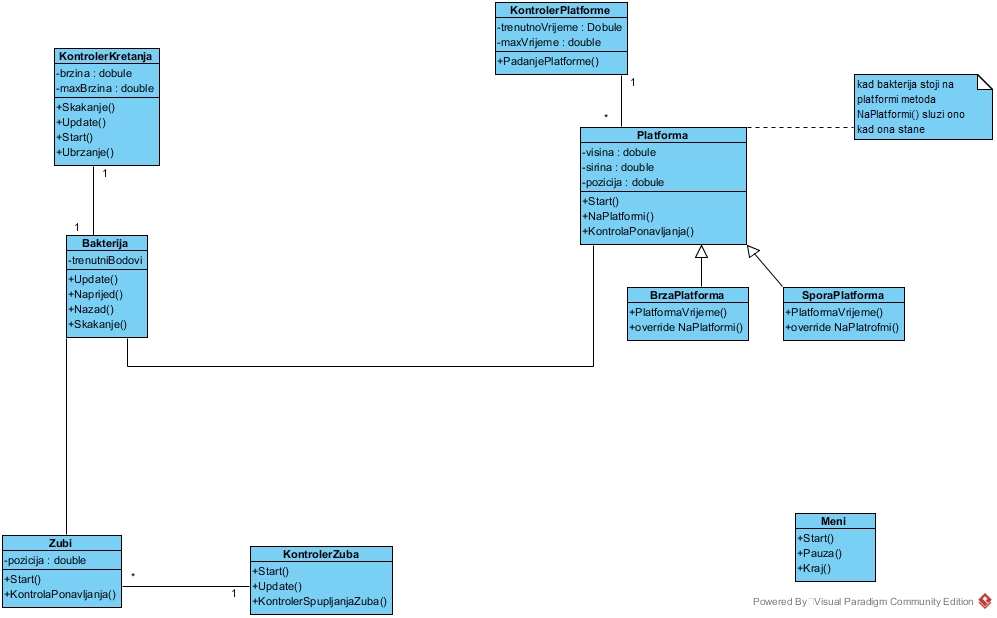 KontrolerPlatforme
-trenutnoVrijeme : Dobule
-maxVrijeme : double
+PadanjePlatforme()
KontrolerKretanja
-brzina : dobule
-maxBrzina : double
+Skakanje()
+Update()
+Start()
+Ubrzanje()
1
*
kad bakterija stoji na
platformi metoda
NaPlatformi() sluzi ono
kad ona stane
Platforma
-visina : dobule
-sirina : double
-pozicija : dobule
+Start()
+NaPlatformi()
+KontrolaPonavljanja()
1
1
Bakterija
-trenutniBodovi
+Update()
+Naprijed()
+Nazad()
+Skakanje()
BrzaPlatforma
+PlatformaVrijeme()
+override NaPlatformi()
SporaPlatforma
+PlatformaVrijeme()
+override NaPlatrofmi()
Zubi
-pozicija : double
+Start()
+KontrolaPonavljanja()
*
1
KontrolerZuba
+Start()
+Update()
+KontrolerSpupljanjaZuba()
Meni
+Start()
+Pauza()
+Kraj()
Powered By Visual Paradigm Community Edition